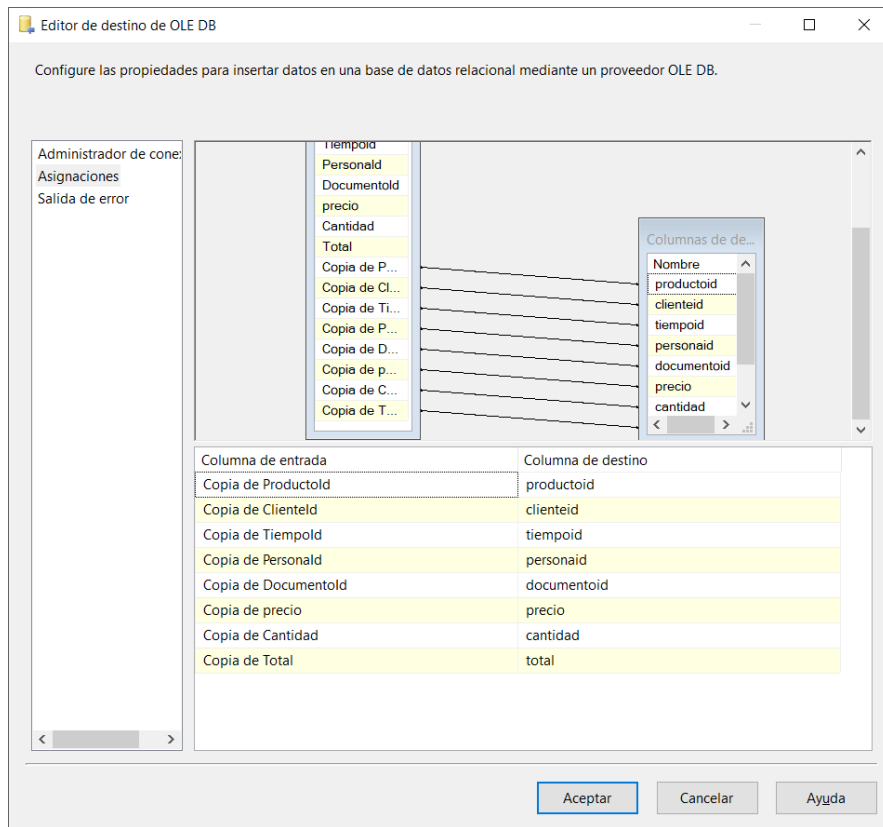 Editor de destino de OLE DB
Configure las propiedades para insertar datos en una base de datos relacional mediante un proveedor OLE DB.
Administrador de cone
Asignaciones
Salida de error
TiempoId
PersonaId
DocumentoId
precio
Cantidad
Total
Copia de P...
Copia de Cl...
Copia de Ti...
Copia de P...
Copia de D...
Copia de p...
Copia de C...
Copia de T...
Columnas de de...
Nombre
productoid
clienteid
tiempoid
personaid
documentoid
precio
cantidad
Columna de entrada Columna de destino
Copia de ProductoId productoid
Copia de ClienteId clienteid
Copia de TiempoId tiempoid
Copia de PersonaId personaid
Copia de DocumentoId documentoid
Copia de precio precio
Copia de Cantidad cantidad
Copia de Total total
Aceptar Cancelar Ayuda